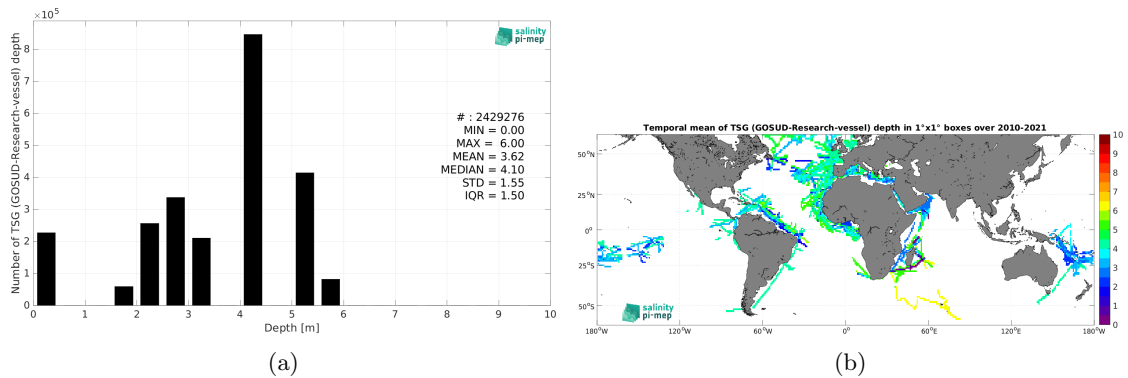 ×10⁵
8
7
6
5
4
3
2
1
0
Number of TSG (GOSUD-Research-vessel) depth
salinity
pi-mep
# : 2429276
MIN = 0.00
MAX = 6.00
MEAN = 3.62
MEDIAN = 4.10
STD = 1.55
IQR = 1.50
0 1 2 3 4 5 6 7 8 9 10
Depth [m]
(a)
Temporal mean of TSG (GOSUD-Research-vessel) depth in 1°x1° boxes over 2010-2021
50°N
25°N
0°
25°S
50°S
salinity
pi-mep
180°W 120°W 60°W 0° 60°E 120°E 180°W
10
9
8
7
6
5
4
3
2
1
0
(b)